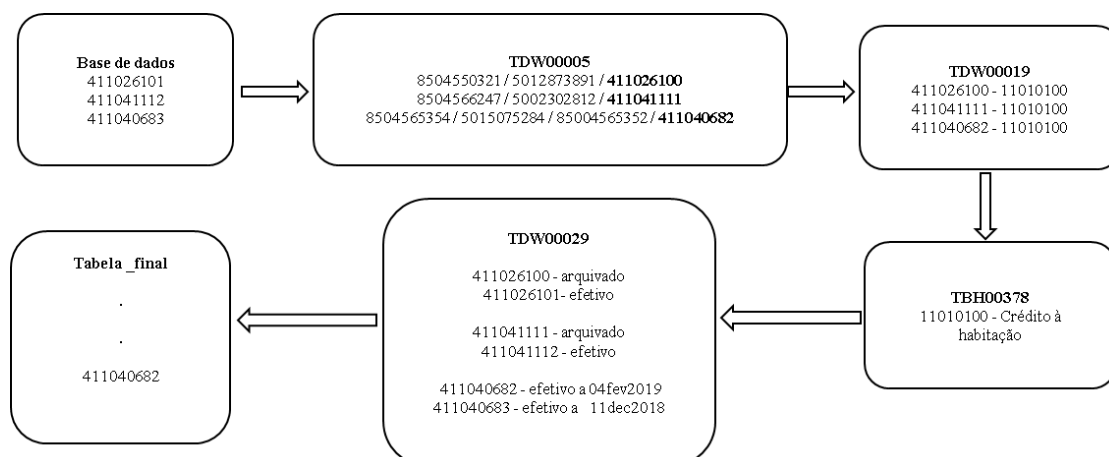 Base de dados
411026101
411041112
411040683
TDW00005
8504550321 / 5012873891 / 411026100
8504566247 / 5002302812 / 411041111
8504565354 / 5015075284 / 85004565352 / 411040682
TDW00019
411026100 - 11010100
411041111 - 11010100
411040682 - 11010100
TBH00378
11010100 - Crédito à
habitação
TDW00029
411026100 - arquivado
411026101- efetivo
411041111 - arquivado
411041112 - efetivo
411040682 - efetivo a 04fev2019
411040683 - efetivo a 11dec2018
Tabela _final
.
.
411040682